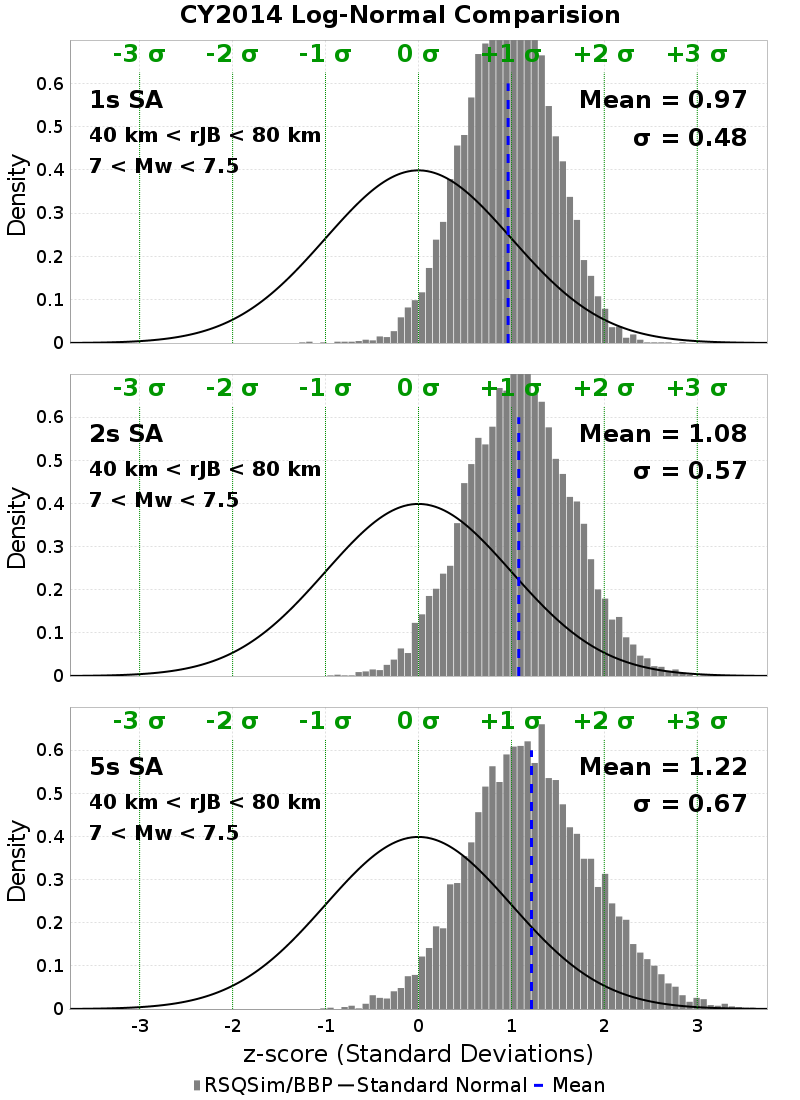 CY2014 Log-Normal Comparision
-3 σ -2 σ -1 σ 0 σ +1 σ +2 σ +3 σ
0.6
1s SA Mean = 0.97
0.5
40 km < rJB < 80 km σ = 0.48
7 < Mw < 7.5
0.4
0.3
0.2
0.1
0
Density
-3 σ -2 σ -1 σ 0 σ +1 σ +2 σ +3 σ
0.6
2s SA Mean = 1.08
0.5
40 km < rJB < 80 km σ = 0.57
7 < Mw < 7.5
0.4
0.3
0.2
0.1
0
Density
-3 σ -2 σ -1 σ 0 σ +1 σ +2 σ +3 σ
0.6
5s SA Mean = 1.22
0.5
40 km < rJB < 80 km σ = 0.67
7 < Mw < 7.5
0.4
0.3
0.2
0.1
0
Density
-3 -2 -1 0 1 2 3
z-score (Standard Deviations)
RSQSim/BBP Standard Normal Mean